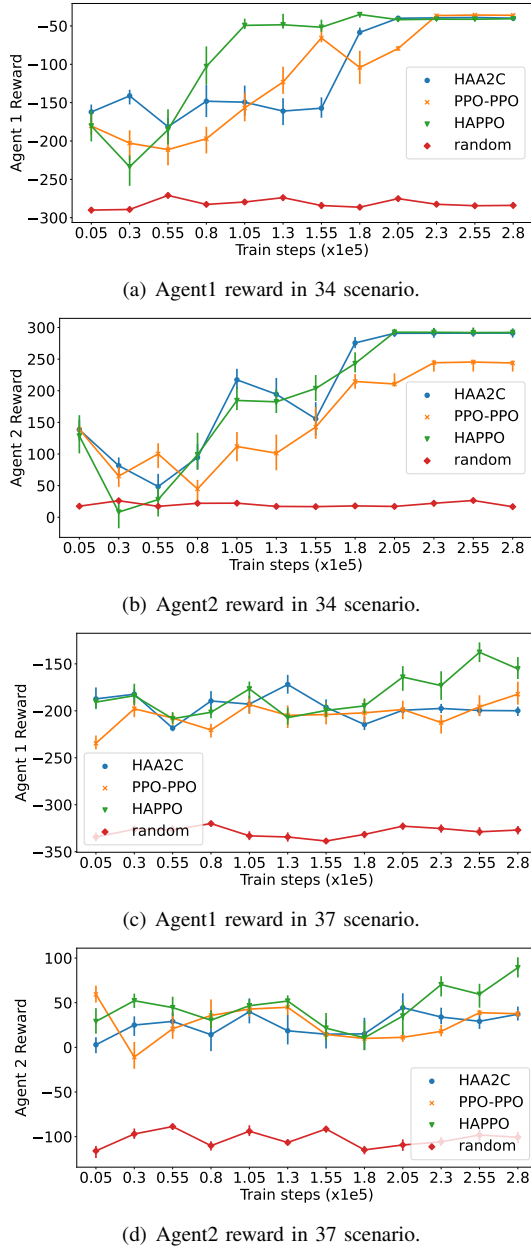 −50
−100
−150
−200
−250
−300
Agent 1 Reward
HAA2C
PPO-PPO
HAPPO
random
0.05 0.3 0.55 0.8 1.05 1.3 1.55 1.8 2.05 2.3 2.55 2.8
Train steps (x1e5)
(a) Agent1 reward in 34 scenario.
300
250
200
150
100
50
0
Agent 2 Reward
HAA2C
PPO-PPO
HAPPO
random
0.05 0.3 0.55 0.8 1.05 1.3 1.55 1.8 2.05 2.3 2.55 2.8
Train steps (x1e5)
(b) Agent2 reward in 34 scenario.
−150
−200
−250
−300
−350
Agent 1 Reward
HAA2C
PPO-PPO
HAPPO
random
0.05 0.3 0.55 0.8 1.05 1.3 1.55 1.8 2.05 2.3 2.55 2.8
Train steps (x1e5)
(c) Agent1 reward in 37 scenario.
100
50
0
−50
−100
Agent 2 Reward
HAA2C
PPO-PPO
HAPPO
random
0.05 0.3 0.55 0.8 1.05 1.3 1.55 1.8 2.05 2.3 2.55 2.8
Train steps (x1e5)
(d) Agent2 reward in 37 scenario.